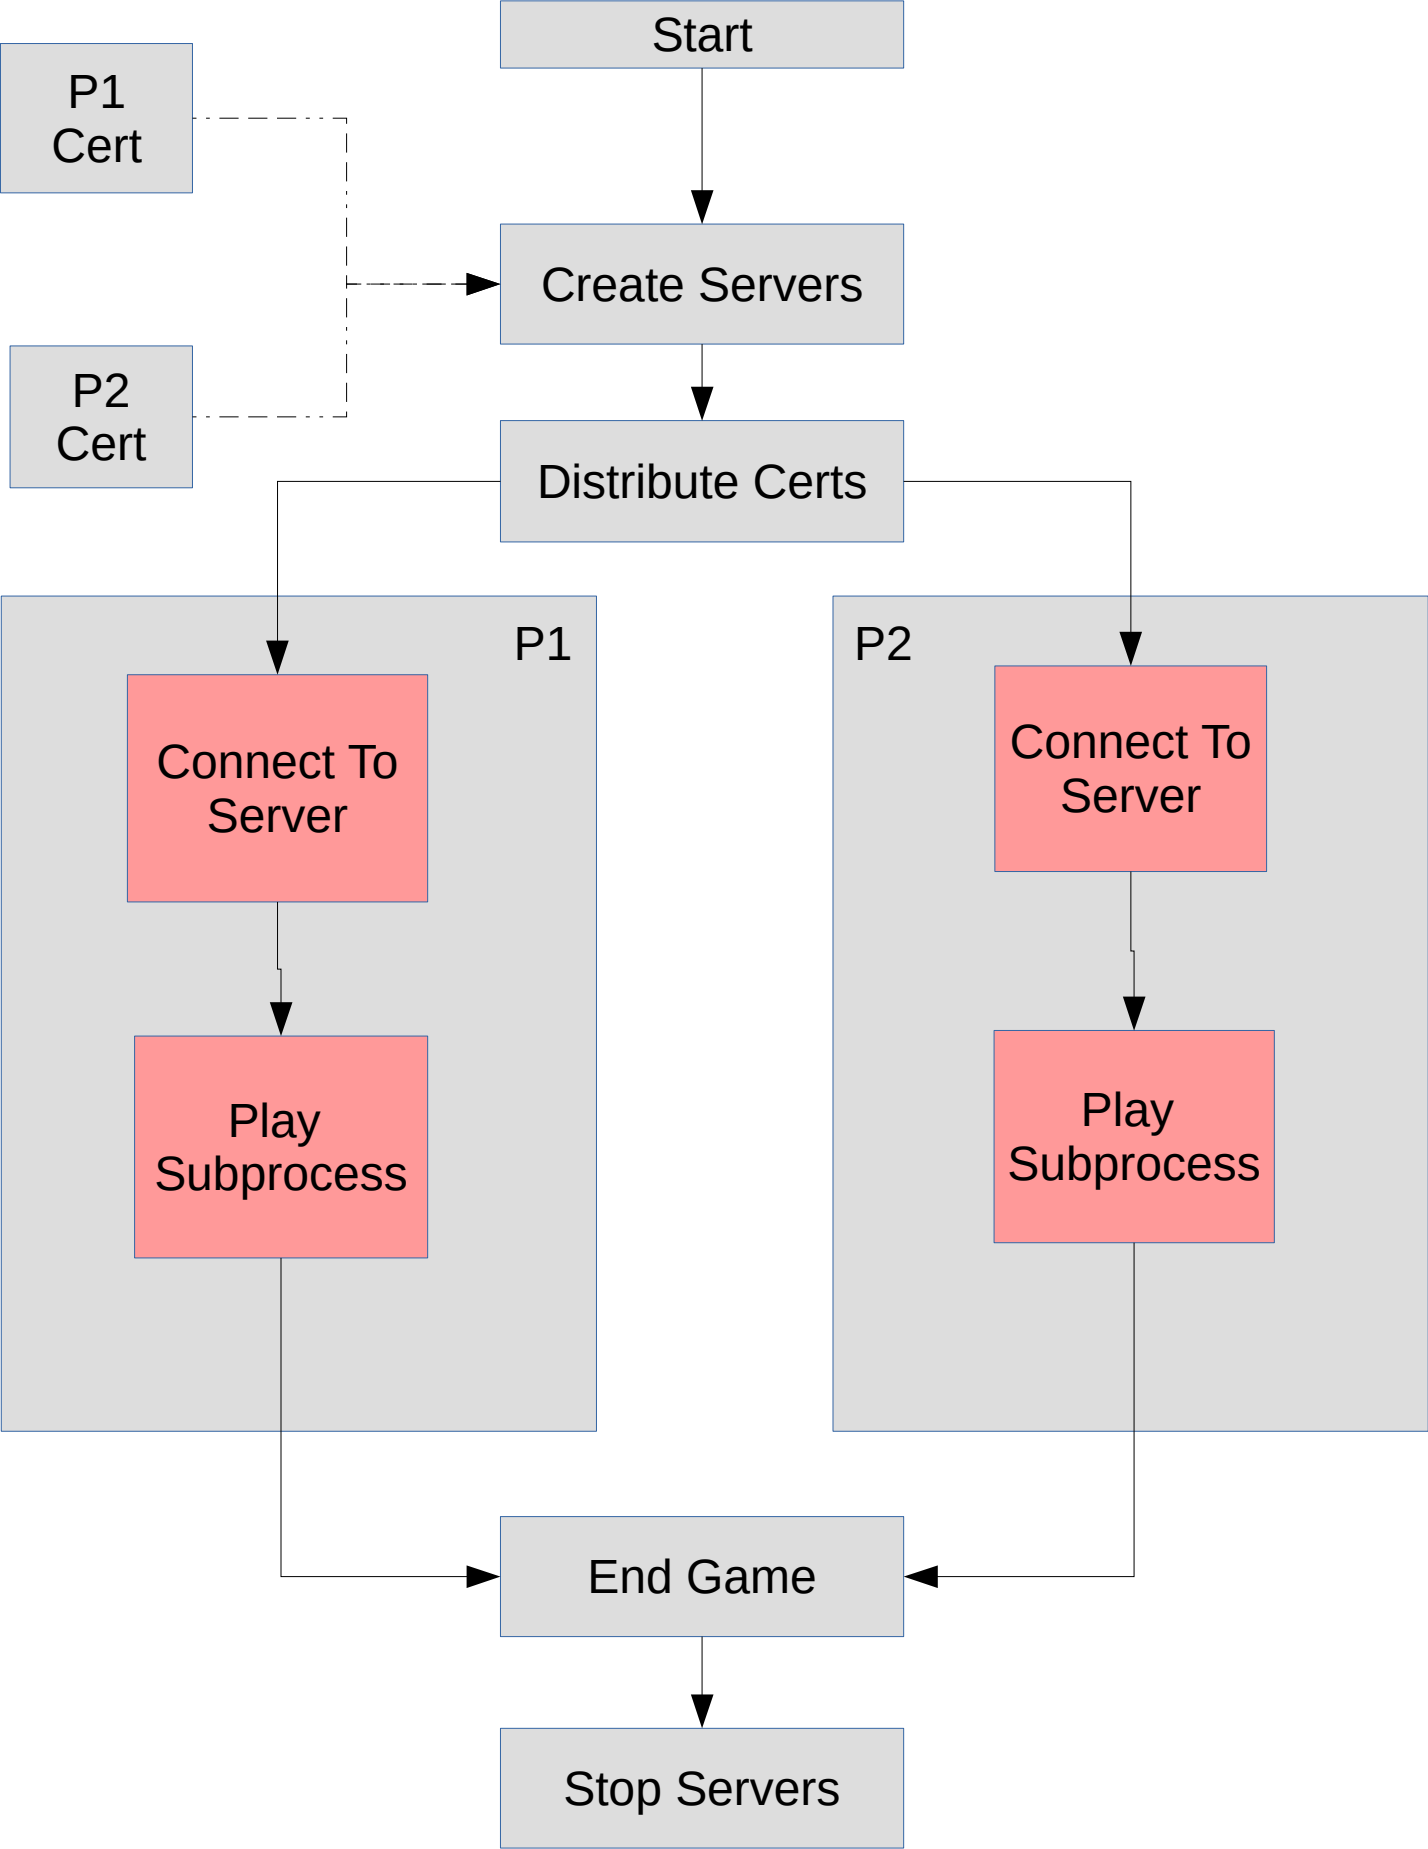 Start
P1
Cert
Create Servers
P2
Cert
Distribute Certs
P1
Connect To
Server
Play
Subprocess
P2
Connect To
Server
Play
Subprocess
End Game
Stop Servers